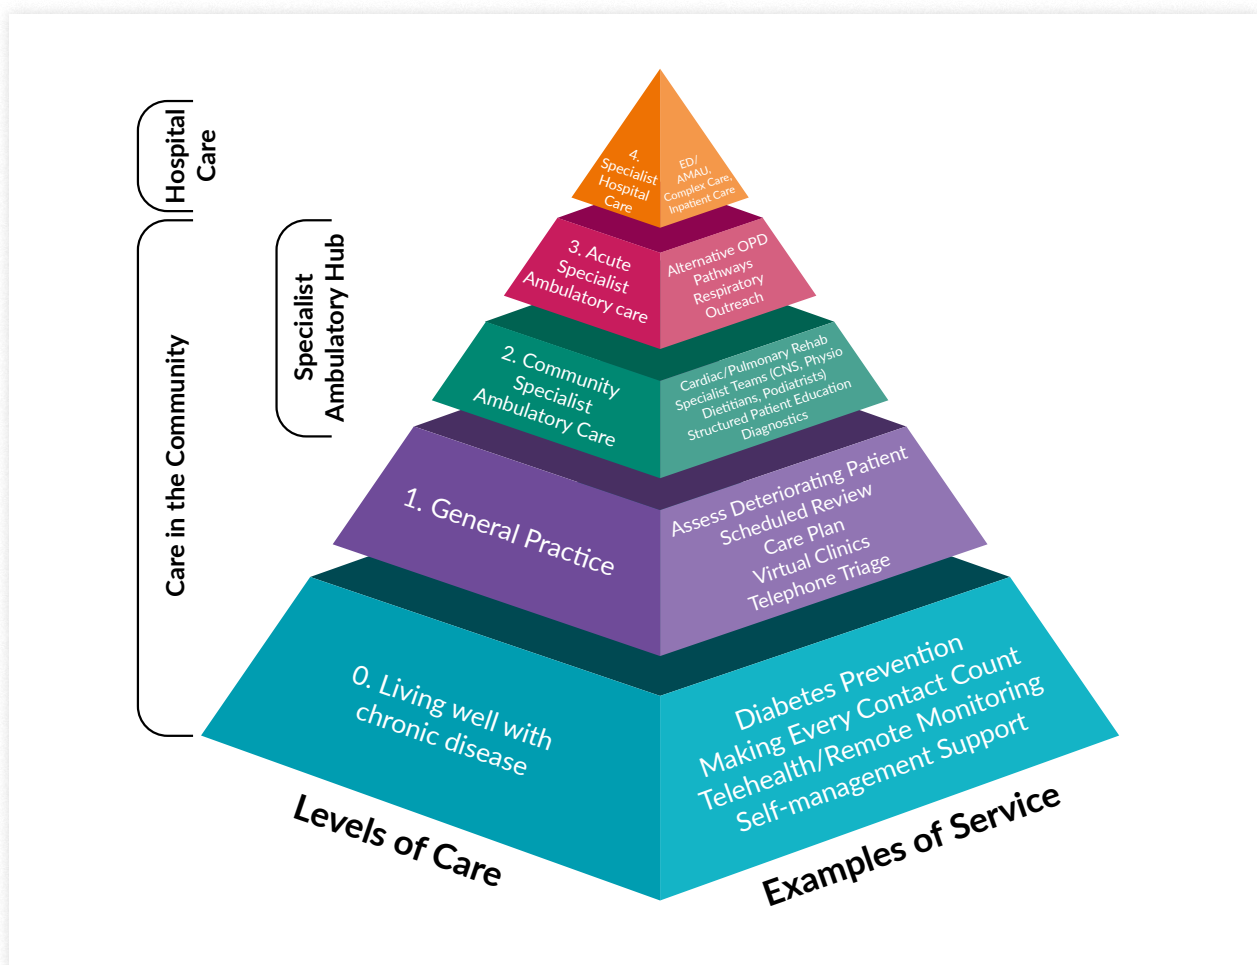 Hospital
Care
Specialist
Ambulatory Hub
Care in the Community
4.
Specialist
Hospital
Care
ED/
AMAU,
Complex Care,
Inpatient Care
3. Acute
Specialist
Ambulatory care
Alternative OPD
Pathways
Respiratory
Outreach
2. Community
Specialist
Ambulatory Care
Cardiac/Pulmonary Rehab
Specialist Teams (CNS, Physio
Dietitians, Podiatrists)
Structured Patient Education
Diagnostics
1. General Practice
Assess Deteriorating Patient
Scheduled Review
Care Plan
Virtual Clinics
Telephone Triage
0. Living well with
chronic disease
Diabetes Prevention
Making Every Contact Count
Telehealth/Remote Monitoring
Self-management Support
Levels of Care
Examples of Service